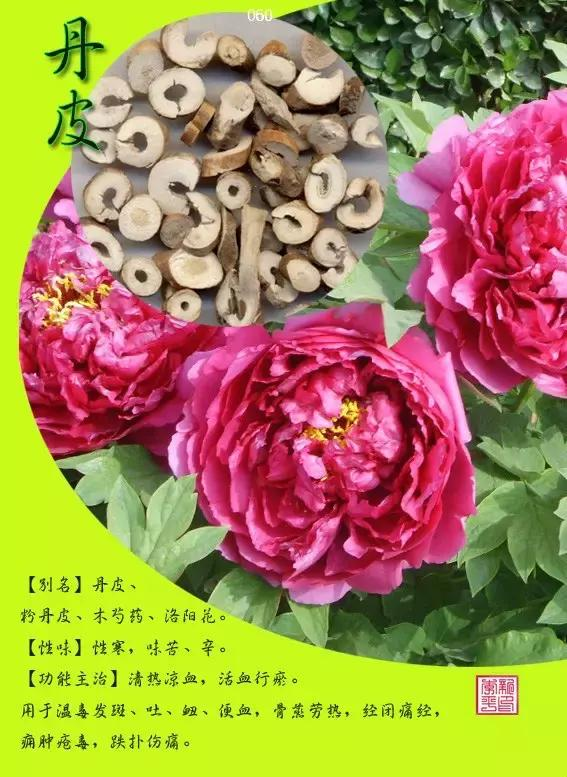 060
丹皮
【别名】丹皮、
粉丹皮、木芍药、洛阳花。
【性味】性寒，味苦、辛。
【功能主治】清热凉血，活血行瘀。
用于温毒发斑、吐、衄、便血，骨蒸劳热，经闭痛经，
痈肿疮毒，跌扑伤痛。